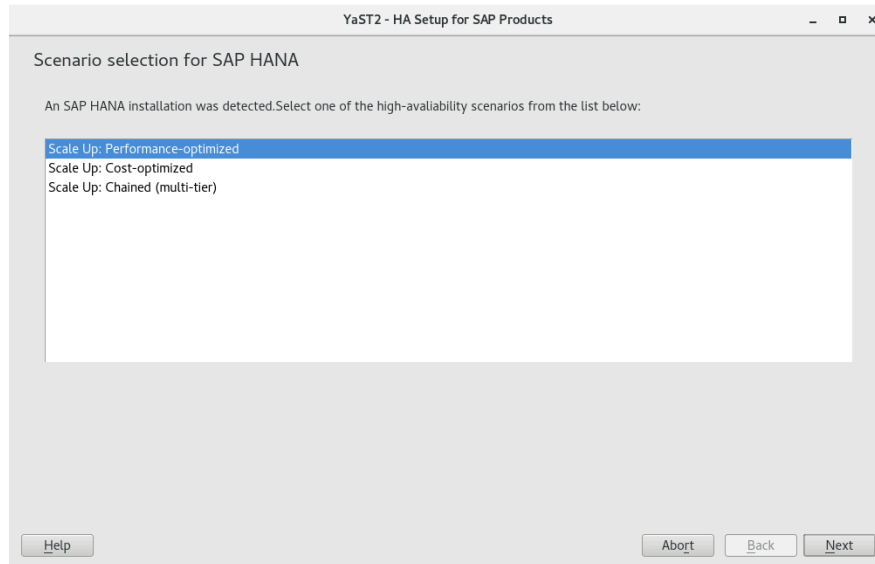 YaST2 - HA Setup for SAP Products
Scenario selection for SAP HANA
An SAP HANA installation was detected.Select one of the high-avaliability scenarios from the list below:
Scale Up: Performance-optimized
Scale Up: Cost-optimized
Scale Up: Chained (multi-tier)
Help Abort Back Next